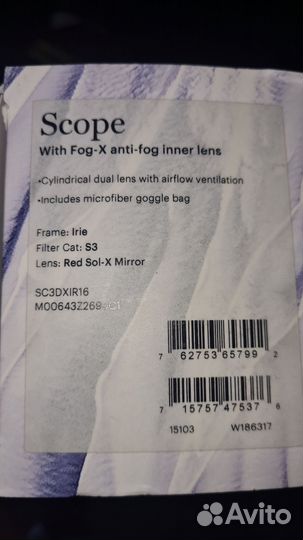 Scope
With Fog-X anti-fog inner lens
•Cylindrical dual lens with airflow ventilation
•Includes microfiber goggle bag
Frame: Irie
Filter Cat: S3
Lens: Red Sol-X Mirror
SC3DXIR16
M00643Z269-C1
7 62753 65799 2
7 15757 47537 6
15103 W186317
Avito